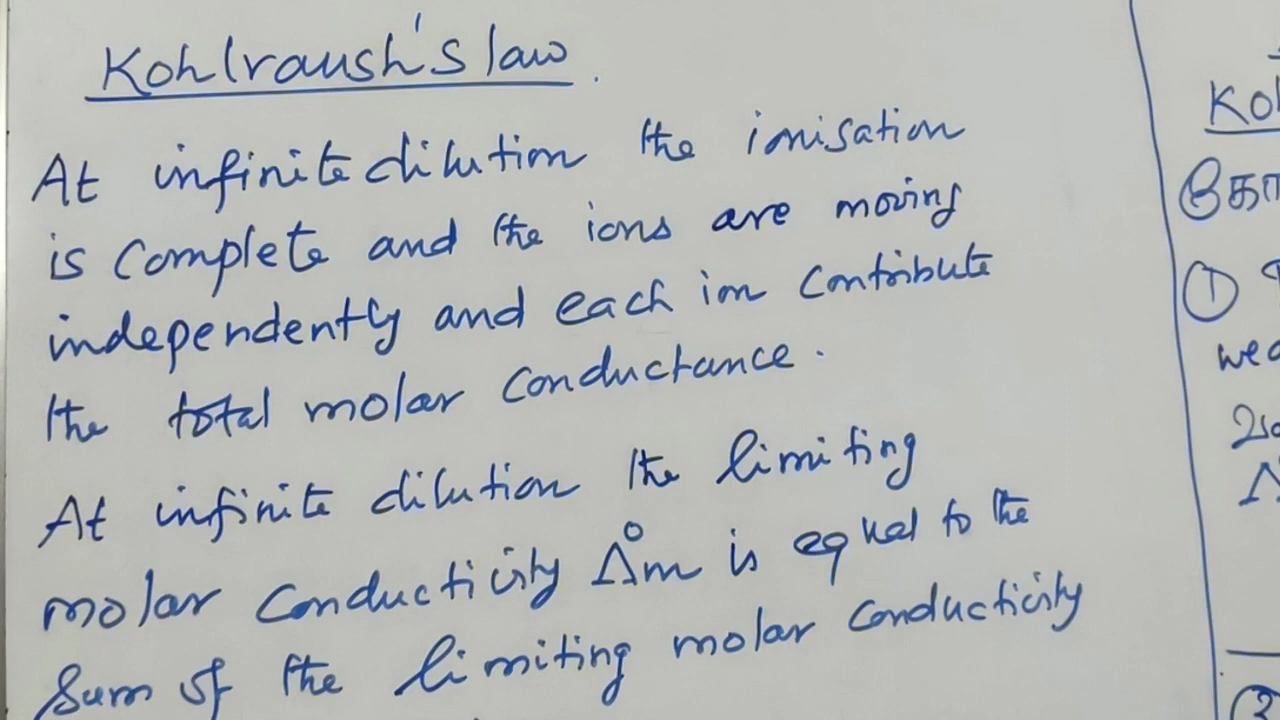 Kohlraush's law.
At infinite dilution the ionisation
is complete and the ions are moving
independently and each ion contribute
the total molar conductance.
At infinite dilution the limiting
molar conductivity Λ°m is equal to the
sum of the limiting molar conductivity
①
②